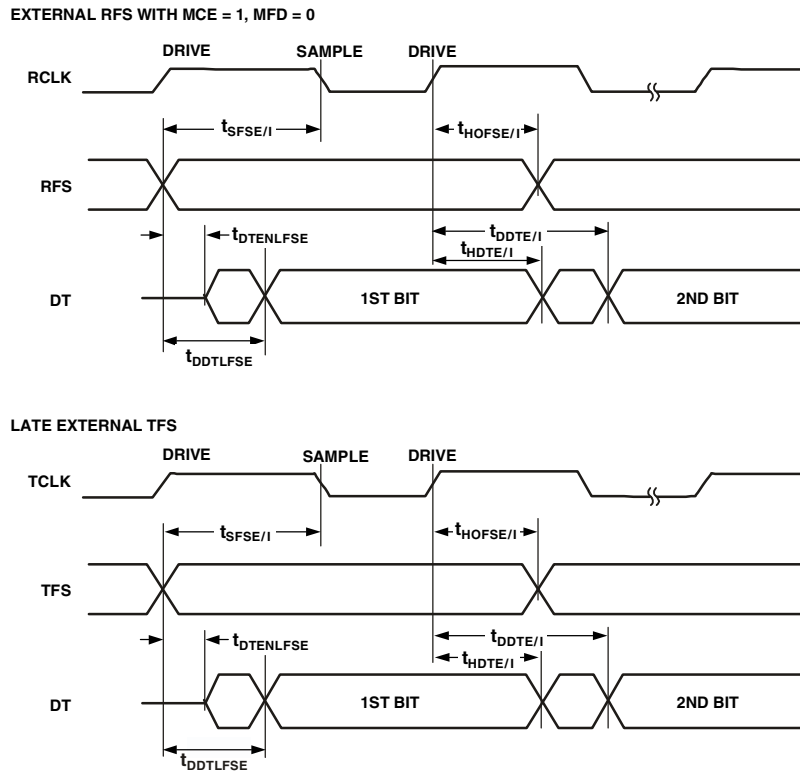 EXTERNAL RFS WITH MCE = 1, MFD = 0
DRIVE SAMPLE DRIVE
RCLK
tSFSE/I tHOFSE/I
RFS
tDDTE/I
tDTENLFSE tHDTE/I
DT 1ST BIT 2ND BIT
tDDTLFSE
LATE EXTERNAL TFS
DRIVE SAMPLE DRIVE
TCLK
tSFSE/I tHOFSE/I
TFS
tDTENLFSE tDDTE/I
tHDTE/I
DT 1ST BIT 2ND BIT
tDDTLFSE